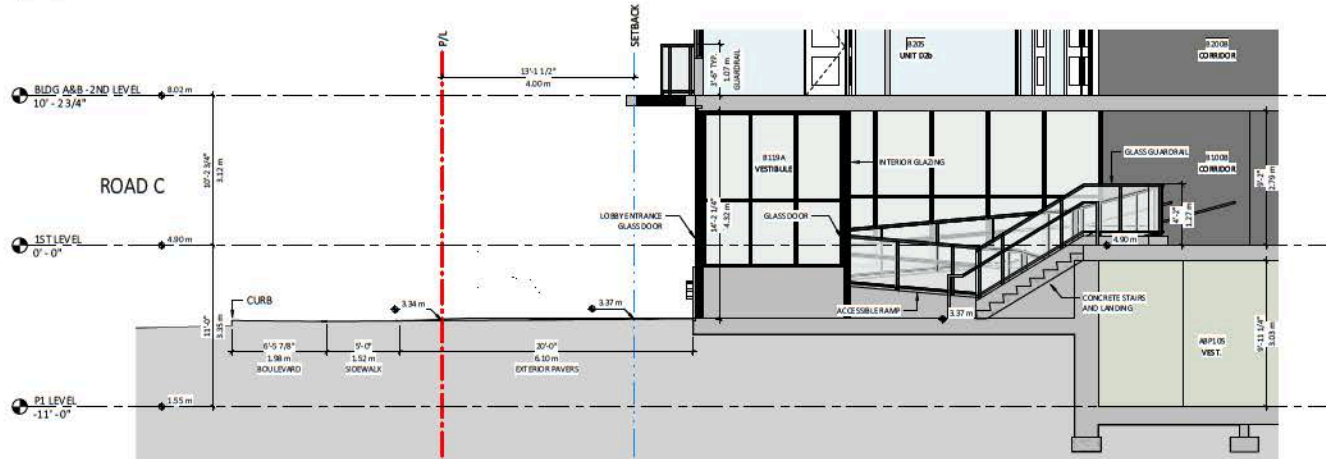 P/L
SETBACK
13'-1 1/2"
4.00 m
3'-6" TYP.
1.07 m
GUARDRAIL
B205
UNIT D2b
B200B
CORRIDOR
BLDG A&B - 2ND LEVEL
10' - 2 3/4"
8.02 m
10'-2 3/4"
3.12 m
ROAD C
B119A
VESTIBULE
INTERIOR GLAZING
GLASS GUARDRAIL
B100B
CORRIDOR
9'-2"
2.79 m
14'-2 1/4"
4.32 m
LOBBY ENTRANCE
GLASS DOOR
GLASS DOOR
4'-2"
1.27 m
1ST LEVEL
0' - 0"
4.90 m
4.90 m
CURB
3.34 m
3.37 m
ACCESSIBLE RAMP
3.37 m
CONCRETE STAIRS
AND LANDING
11'-0"
3.35 m
6'-5 7/8"
1.98 m
BOULEVARD
5'-0"
1.52 m
SIDEWALK
20'-0"
6.10 m
EXTERIOR PAVERS
ABP105
VEST.
9'-11 1/4"
3.03 m
P1 LEVEL
-11' - 0"
1.55 m